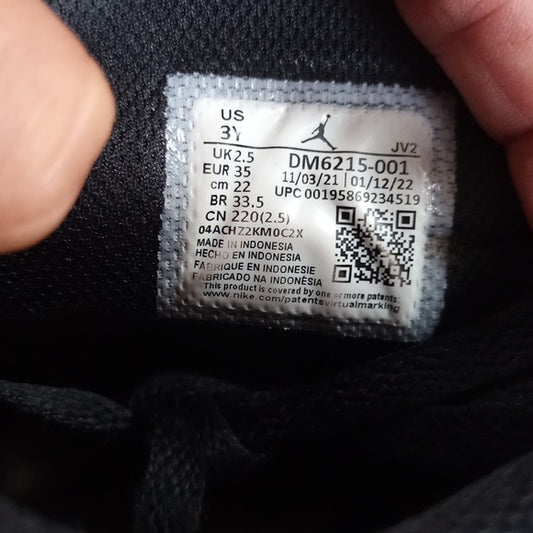 US
3Y
JV2
UK2.5
DM6215-001
EUR 35
11/03/21 | 01/12/22
cm 22
UPC 00195869234519
BR 33.5
CN 220(2.5)
04ACHZ2KM0C2X
MADE IN INDONESIA
HECHO EN INDONESIA
FABRIQUE EN INDONESIE
FABRICADO NA INDONÉSIA
This product is covered by one or more patents:
www.nike.com/patentsvirtualmarking